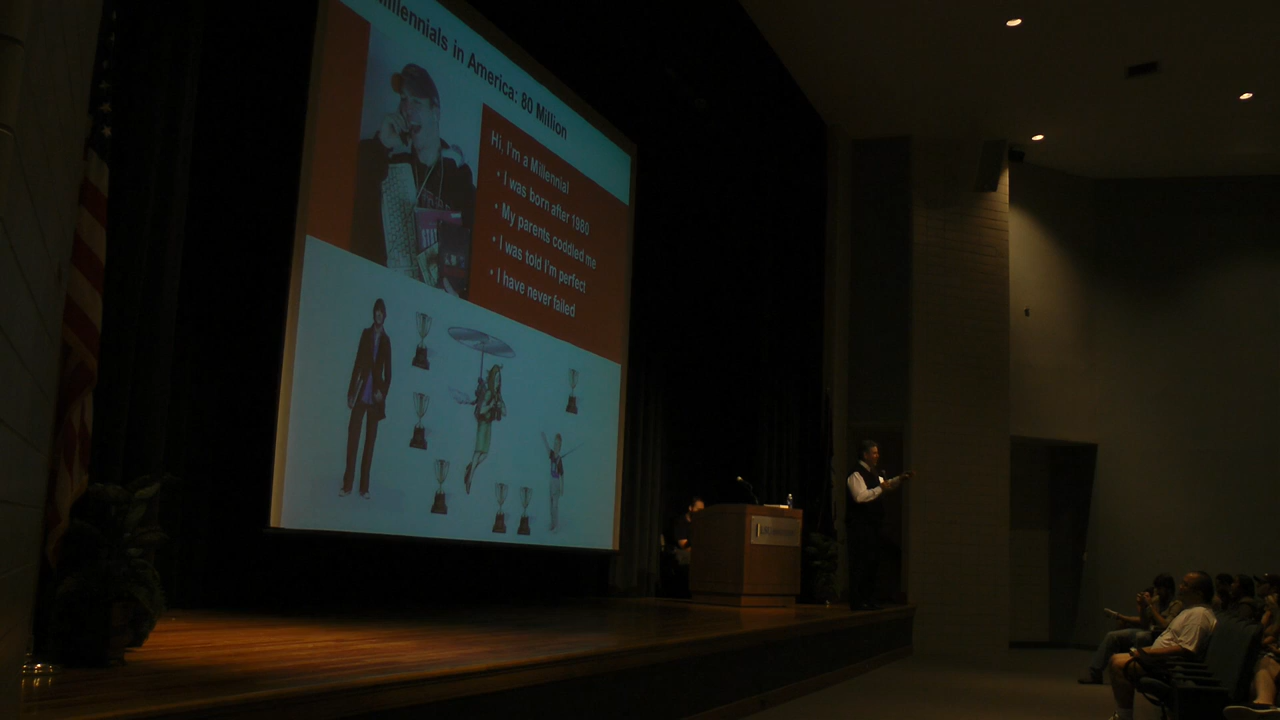 Millennials in America: 80 Million
Hi, I'm a Millennial
• I was born after 1980
• My parents coddled me
• I was told I'm perfect
• I have never failed